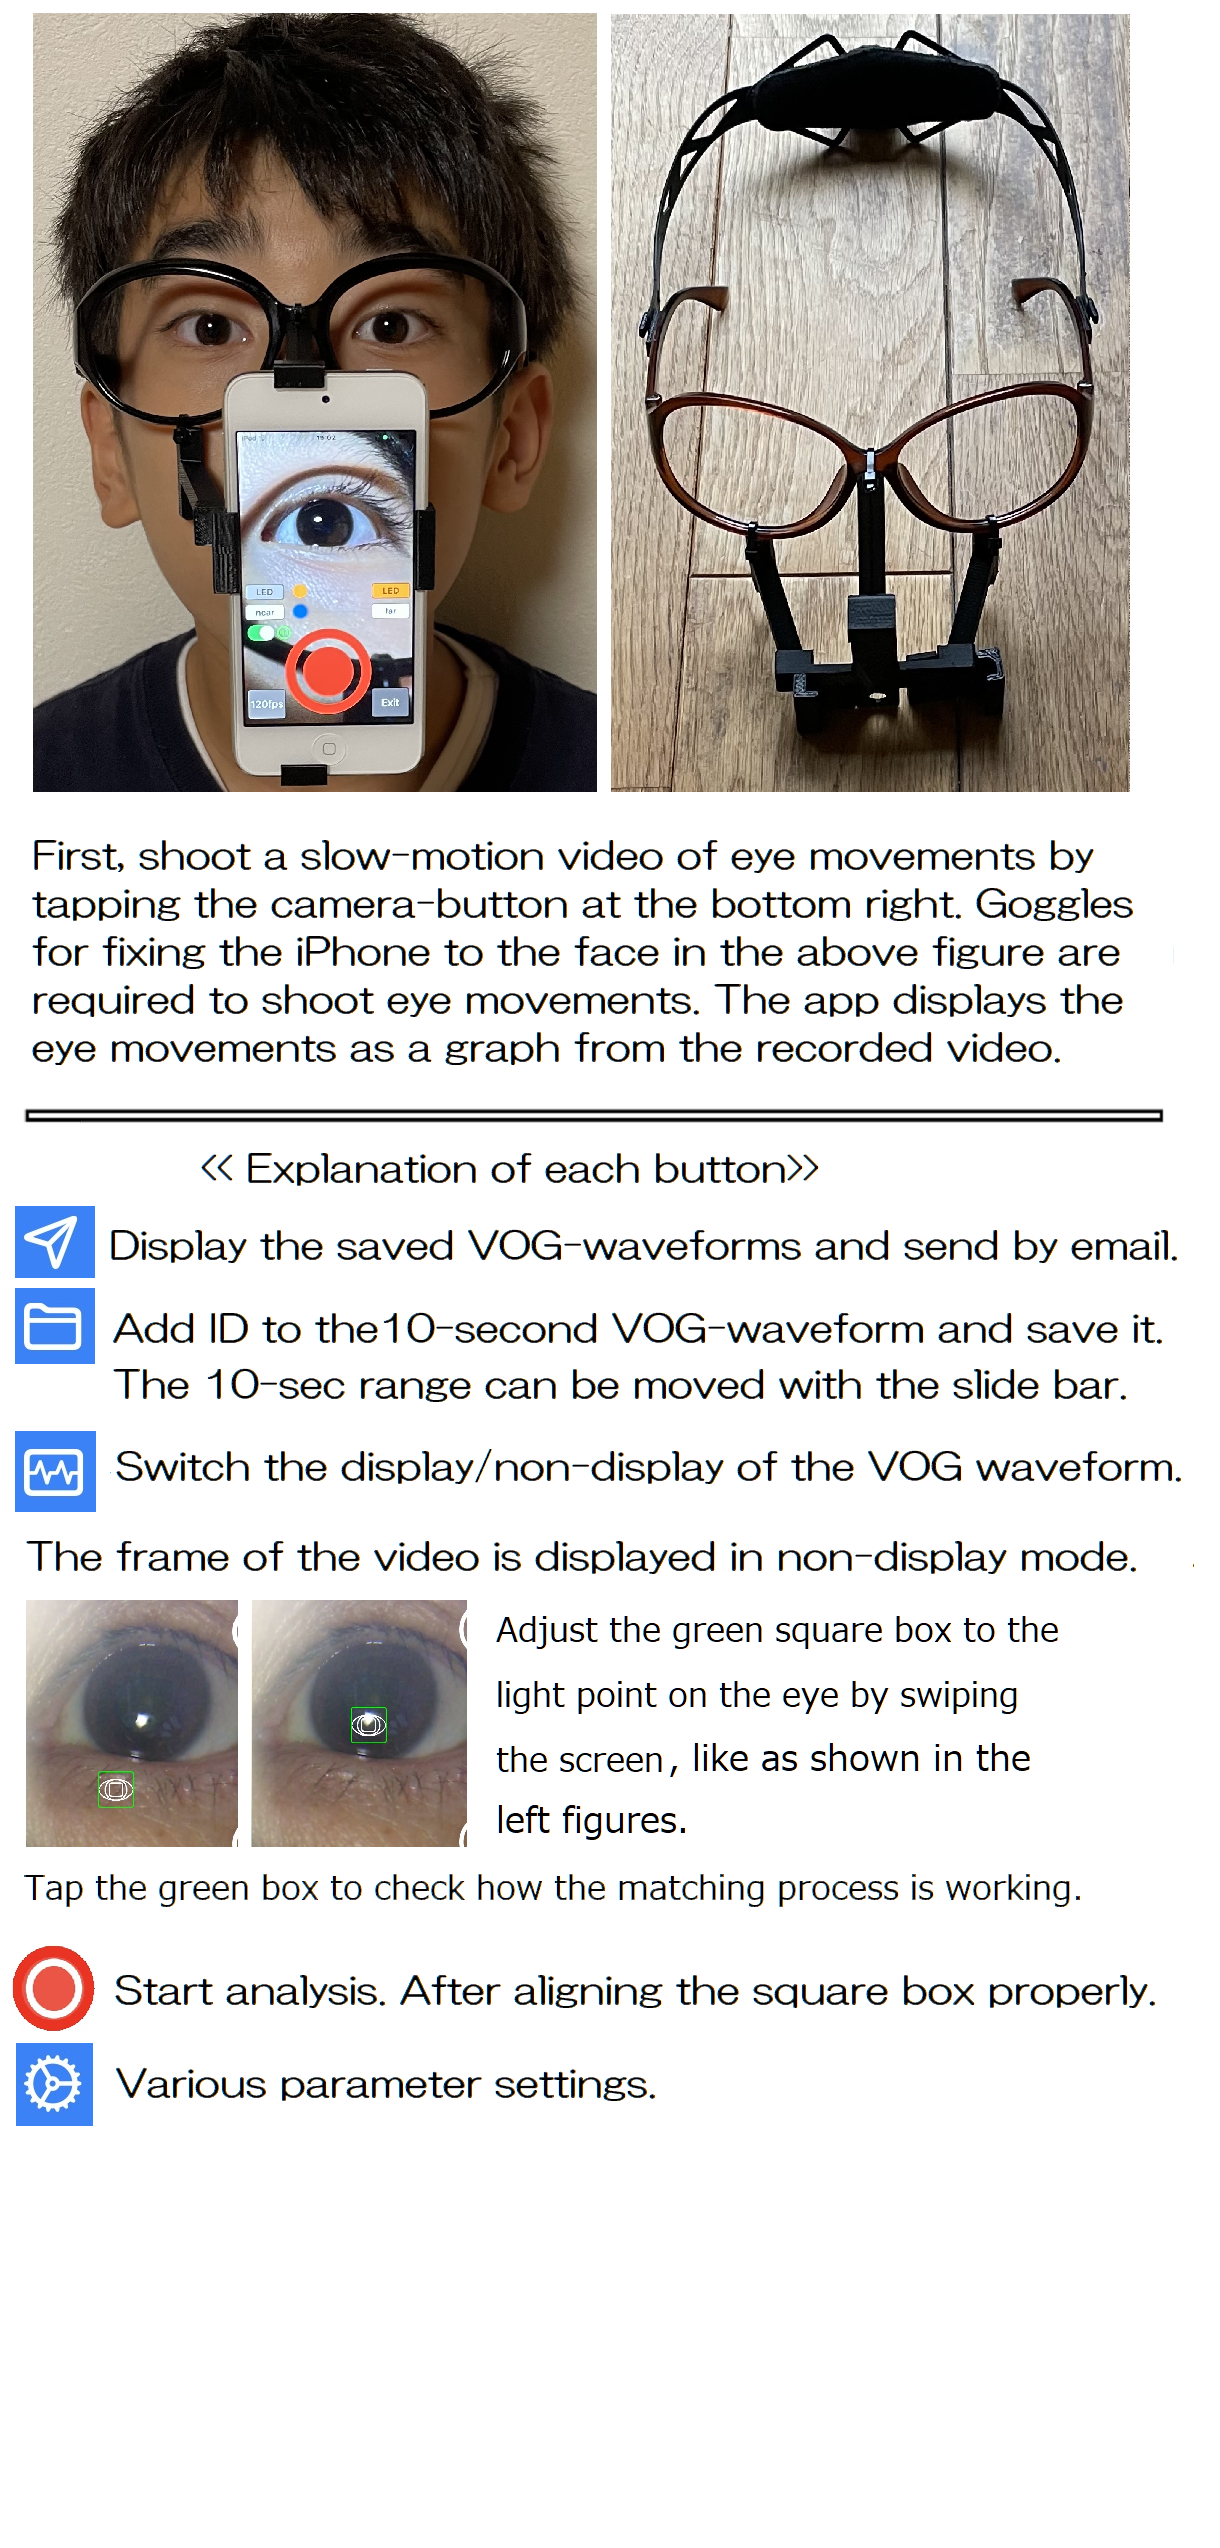 iPod
15:02
LED
LED
near
far
120fps
Exit
First, shoot a slow-motion video of eye movements by
tapping the camera-button at the bottom right. Goggles
for fixing the iPhone to the face in the above figure are
required to shoot eye movements. The app displays the
eye movements as a graph from the recorded video.
<< Explanation of each button>>
Display the saved VOG-waveforms and send by email.
Add ID to the10-second VOG-waveform and save it.
The 10-sec range can be moved with the slide bar.
Switch the display/non-display of the VOG waveform.
The frame of the video is displayed in non-display mode.
Adjust the green square box to the
light point on the eye by swiping
the screen, like as shown in the
left figures.
Tap the green box to check how the matching process is working.
Start analysis. After aligning the square box properly.
Various parameter settings.